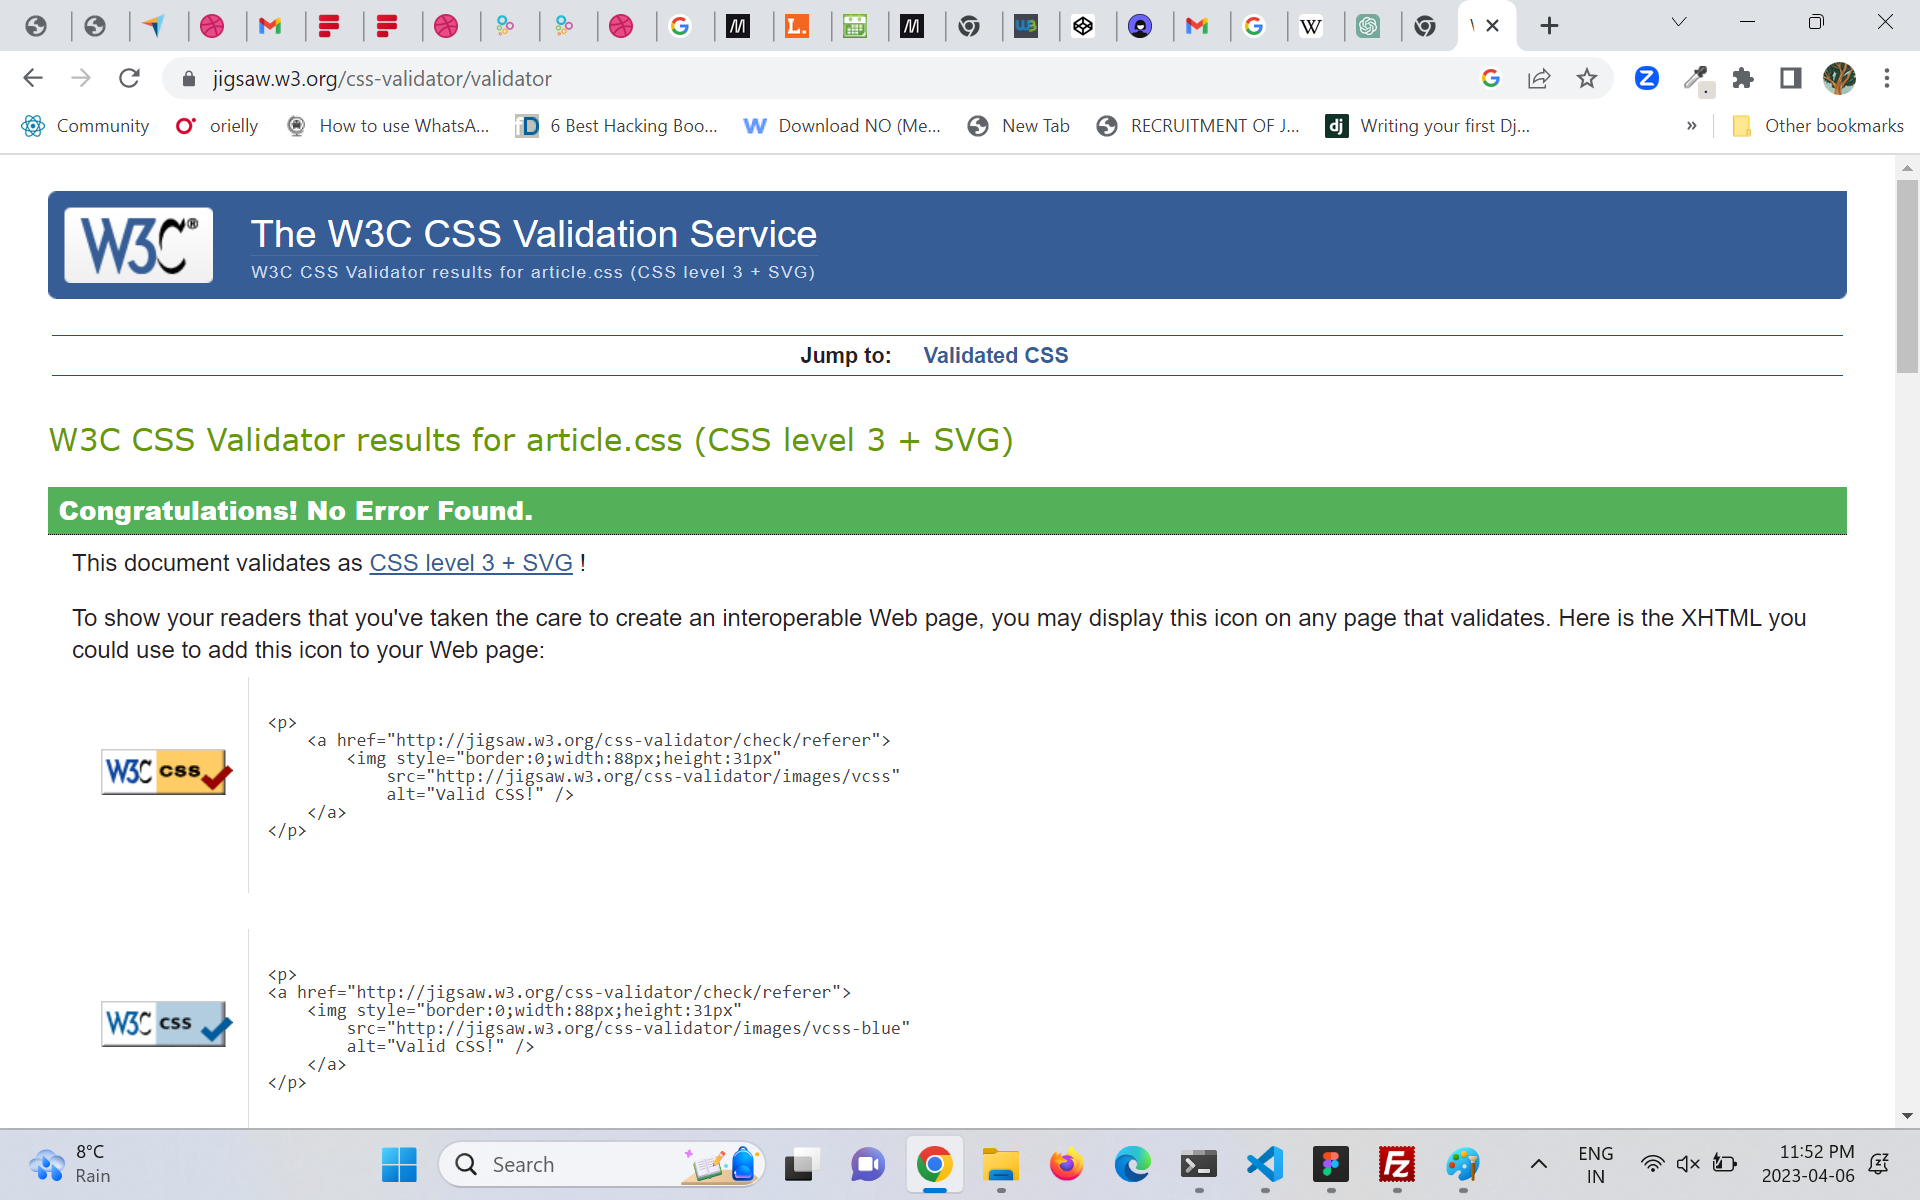 jigsaw.w3.org/css-validator/validator
Community
orielly
How to use WhatsA...
6 Best Hacking Boo...
Download NO (Me...
New Tab
RECRUITMENT OF J...
Writing your first Dj...
»
Other bookmarks
W3C®
The W3C CSS Validation Service
W3C CSS Validator results for article.css (CSS level 3 + SVG)
Jump to: Validated CSS
W3C CSS Validator results for article.css (CSS level 3 + SVG)
Congratulations! No Error Found.
This document validates as CSS level 3 + SVG !
To show your readers that you've taken the care to create an interoperable Web page, you may display this icon on any page that validates. Here is the XHTML you
could use to add this icon to your Web page:
W3C css
<p>
<a href="http://jigsaw.w3.org/css-validator/check/referer">
<img style="border:0;width:88px;height:31px"
src="http://jigsaw.w3.org/css-validator/images/vcss"
alt="Valid CSS!" />
</a>
</p>
W3C css
<p>
<a href="http://jigsaw.w3.org/css-validator/check/referer">
<img style="border:0;width:88px;height:31px"
src="http://jigsaw.w3.org/css-validator/images/vcss-blue"
alt="Valid CSS!" />
</a>
</p>
8°C
Rain
Search
ENG
IN
11:52 PM
2023-04-06